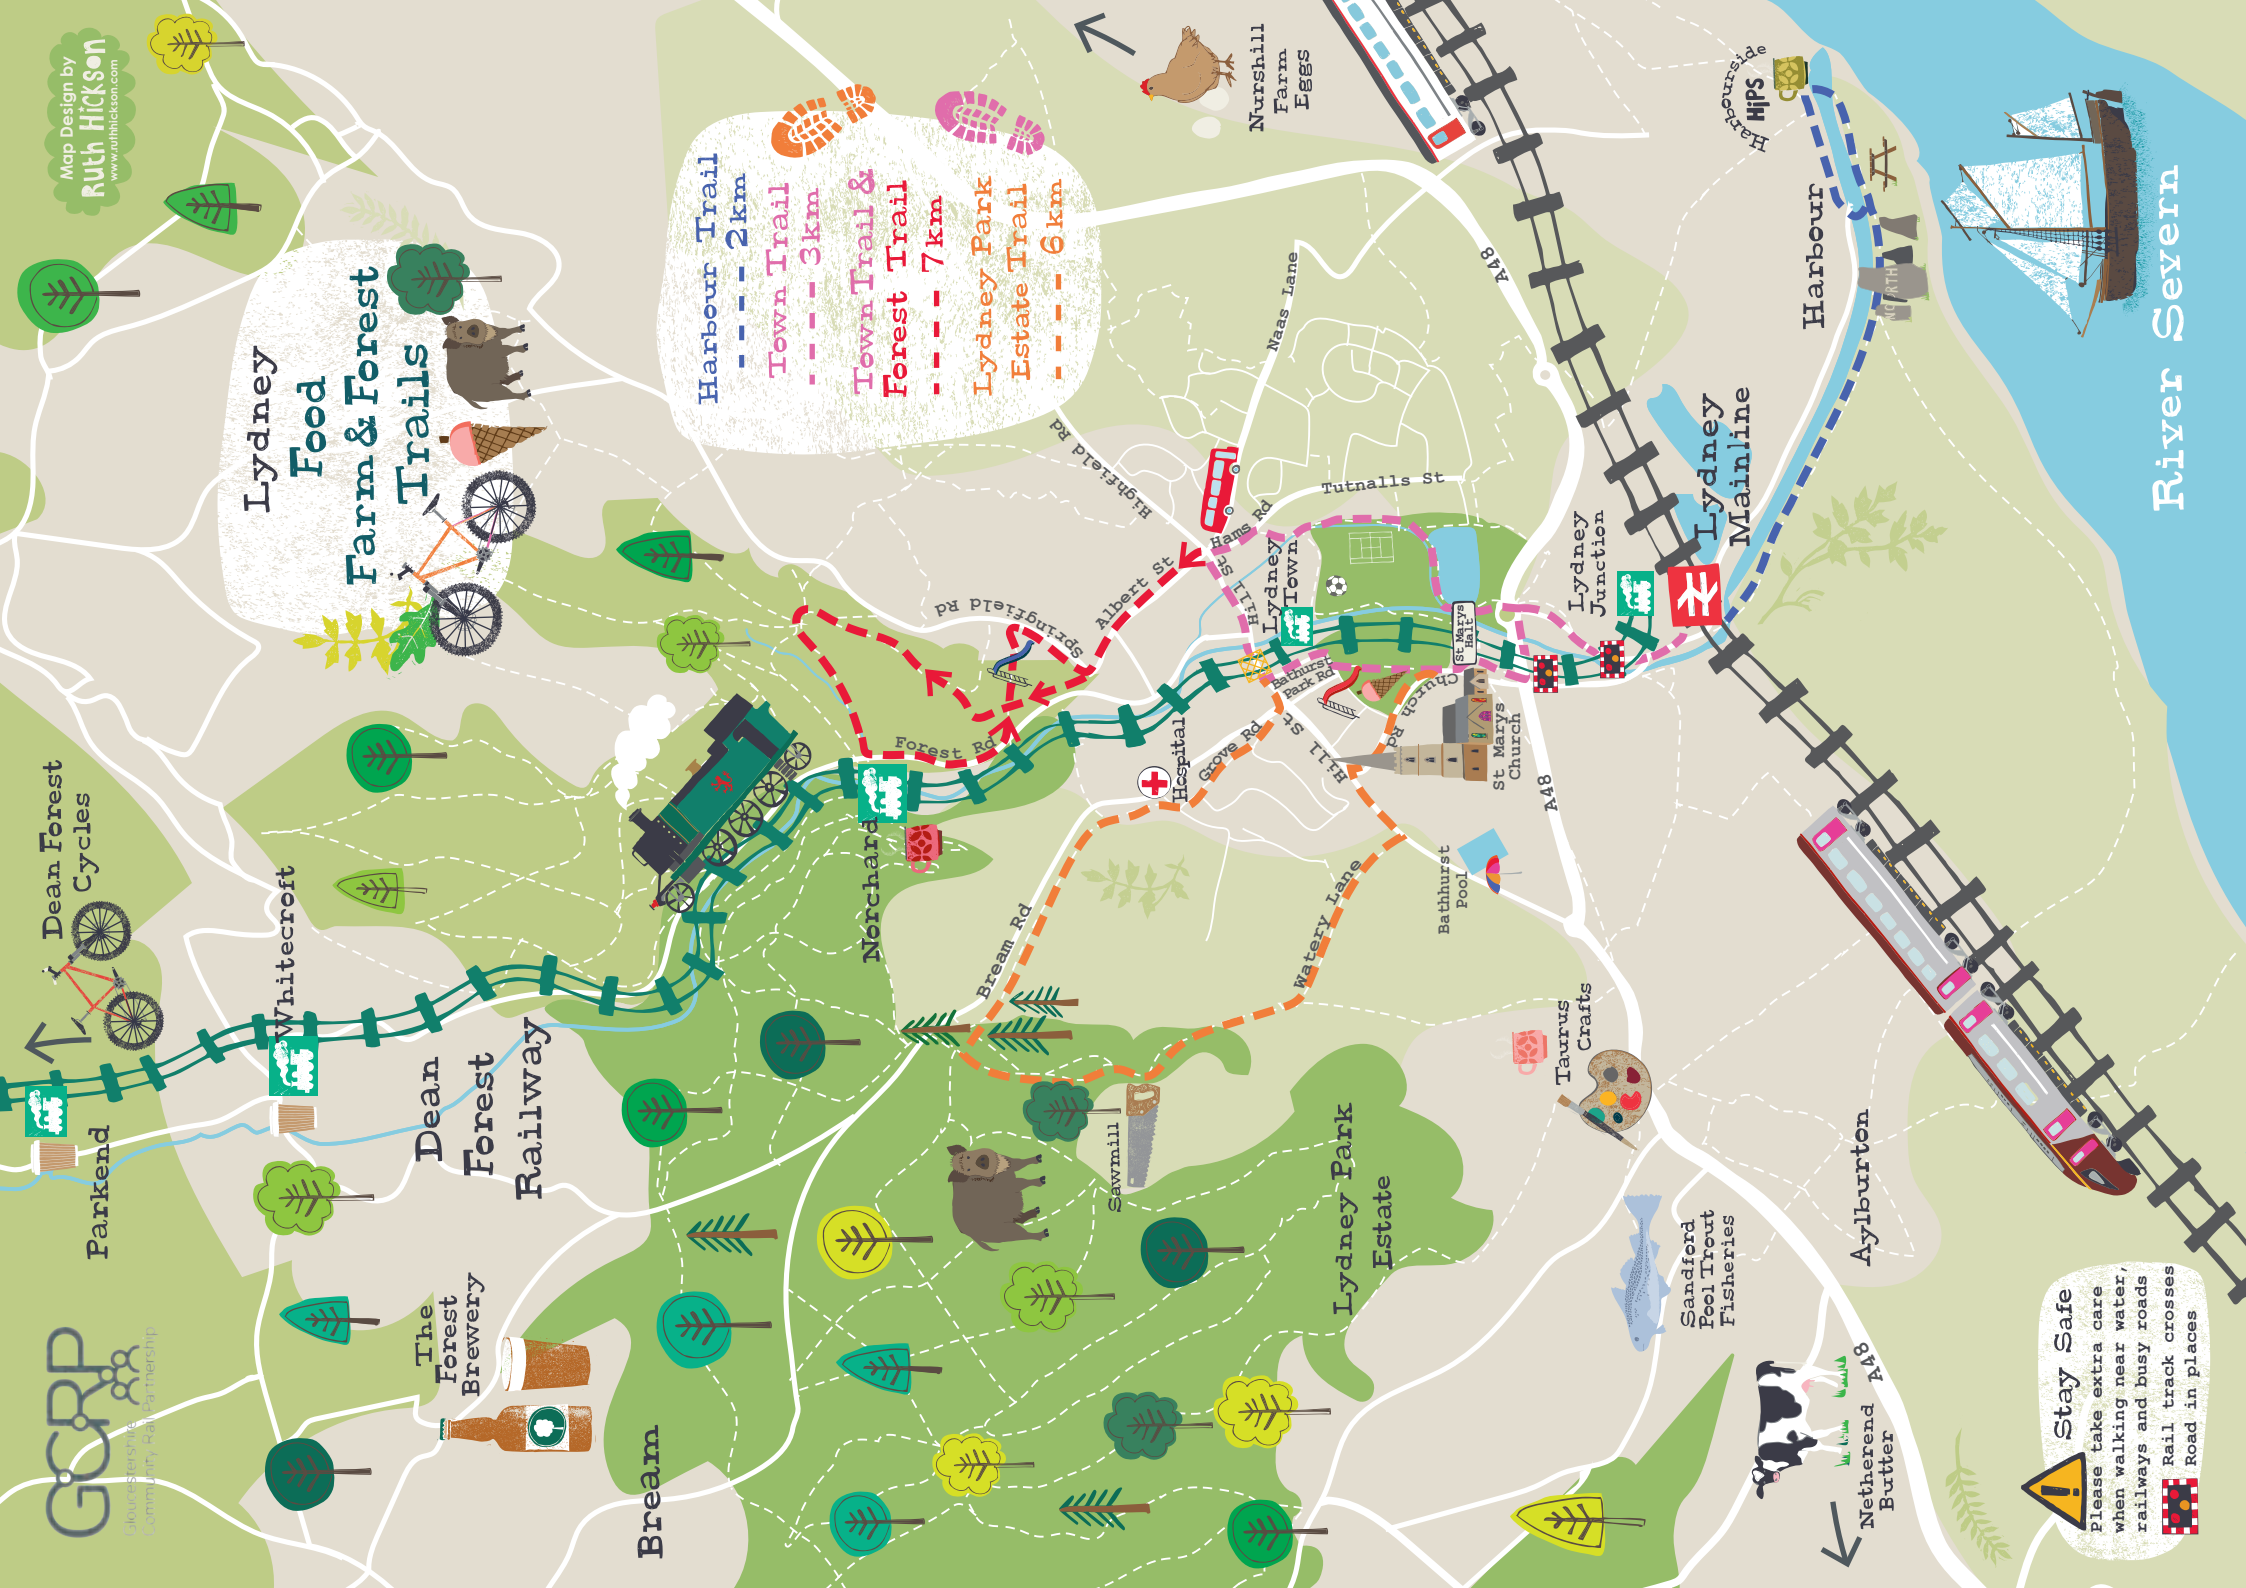 GCRP
Gloucestershire
Community Rail Partnership
Map Design by
Ruth Hickson
www.ruthhickson.com
Lydney
Food
Farm & Forest
Trails
Parkend
Dean Forest
Cycles
Whitecroft
Dean
Forest
Railway
The
Forest
Brewery
Bream
Harbour Trail
2km
Town Trail
3km
Town Trail &
Forest Trail
7km
Lydney Park
Estate Trail
6km
Norchard
Forest Rd
Springfield Rd
Albert St
Highfield Rd
Bream Rd
Sawmill
Hospital
Grove Rd
Hill St
Hill St
Hams Rd
Naas Lane
Nurshill
Farm
Eggs
Lydney
Town
Bathurst
Park Rd
Tutnalls St
Watery Lane
Lydney Park
Estate
Church Rd
St Marys
Halt
St Marys
Church
Bathhurst
Pool
A48
A48
Lydney
Junction
Taurus
Crafts
Lydney
Mainline
Sandford
Pool Trout
Fisheries
Harbourside
HiPS
Harbour
NORTH
Aylburton
A48
Netherend
Butter
River Severn
Stay Safe
Please take extra care
when walking near water,
railways and busy roads
Rail track crosses
Road in places